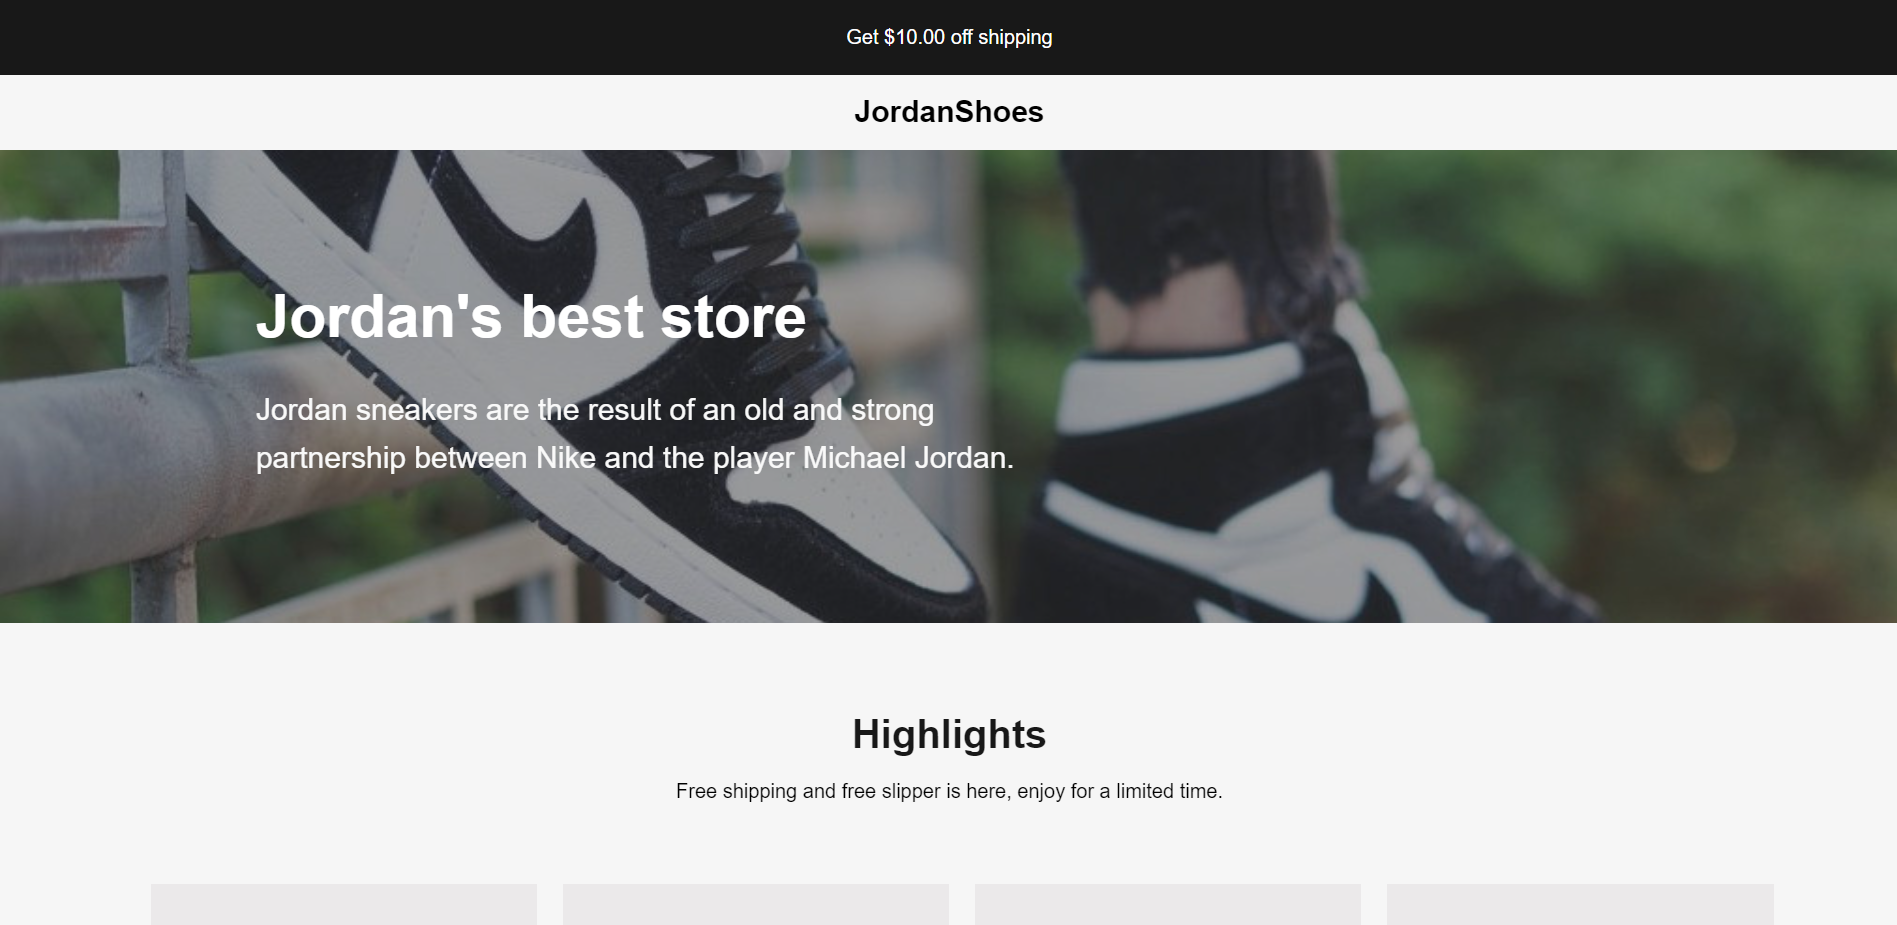 Get $10.00 off shipping
JordanShoes
Jordan's best store
Jordan sneakers are the result of an old and strong
partnership between Nike and the player Michael Jordan.
Highlights
Free shipping and free slipper is here, enjoy for a limited time.